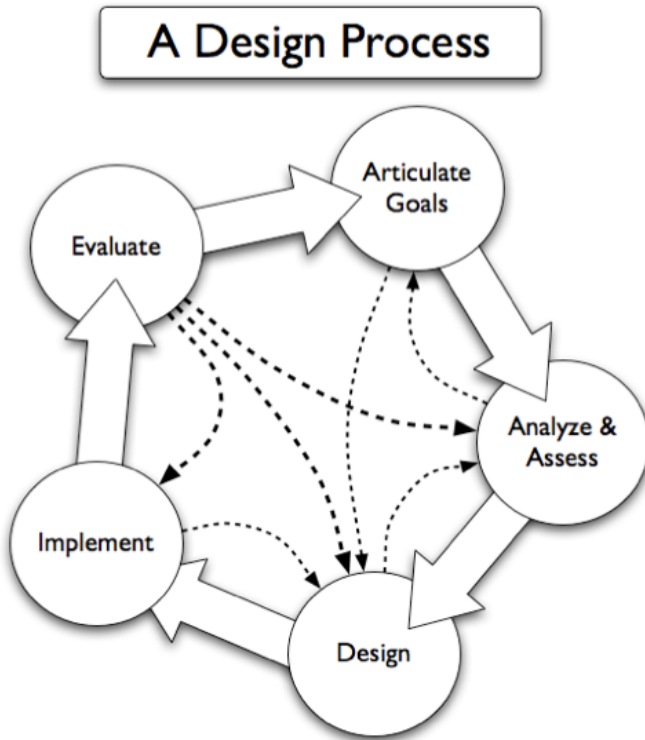 A Design Process
Articulate
Goals
Evaluate
Analyze &
Assess
Implement
Design